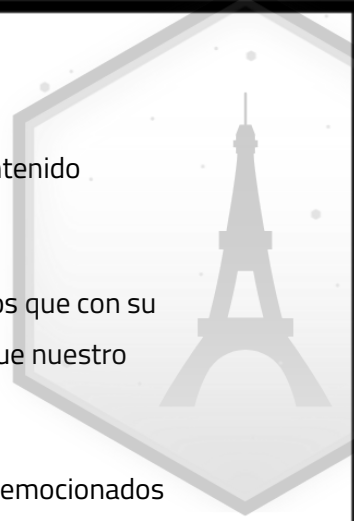 tenido
os que con su
ue nuestro
emocionados